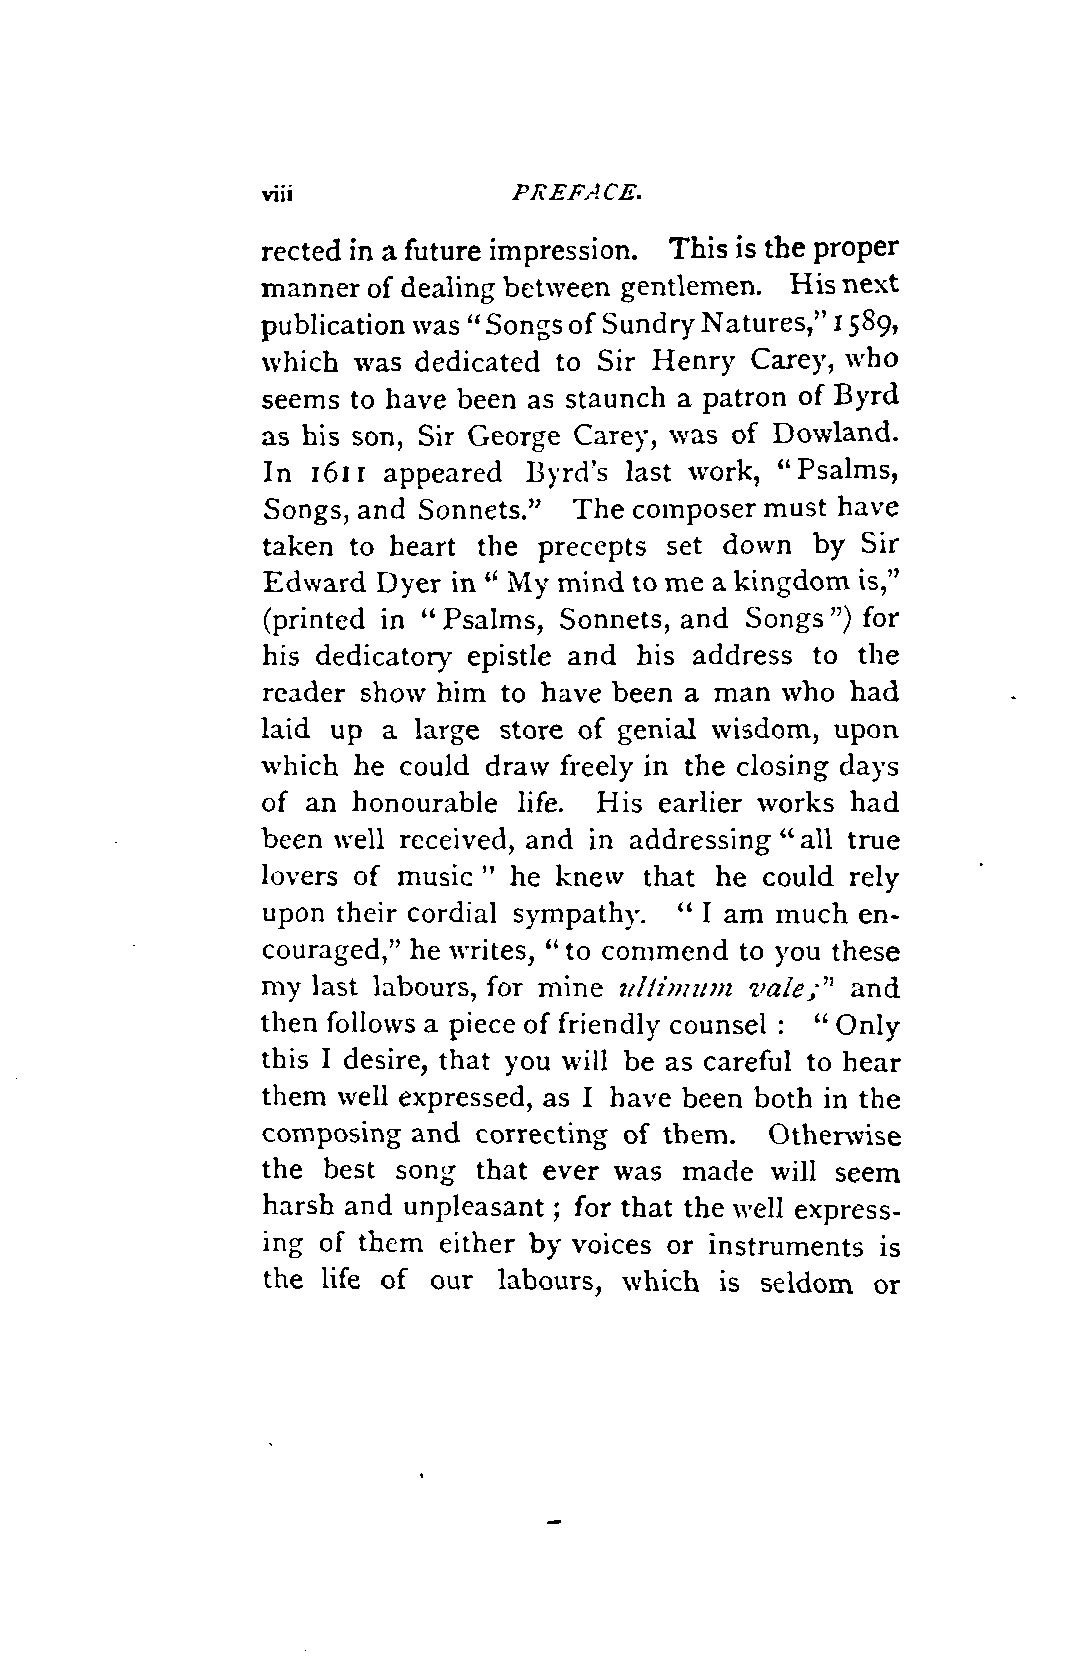 viii PREFACE.
rected in a future impression. This is the proper
manner of dealing between gentlemen. His next
publication was "Songs of Sundry Natures," 1589,
which was dedicated to Sir Henry Carey, who
seems to have been as staunch a patron of Byrd
as his son, Sir George Carey, was of Dowland.
In 1611 appeared Byrd's last work, "Psalms,
Songs, and Sonnets." The composer must have
taken to heart the precepts set down by Sir
Edward Dyer in "My mind to me a kingdom is,"
(printed in "Psalms, Sonnets, and Songs") for
his dedicatory epistle and his address to the
reader show him to have been a man who had
laid up a large store of genial wisdom, upon
which he could draw freely in the closing days
of an honourable life. His earlier works had
been well received, and in addressing "all true
lovers of music" he knew that he could rely
upon their cordial sympathy. "I am much en-
couraged," he writes, "to commend to you these
my last labours, for mine ultimum vale;" and
then follows a piece of friendly counsel: "Only
this I desire, that you will be as careful to hear
them well expressed, as I have been both in the
composing and correcting of them. Otherwise
the best song that ever was made will seem
harsh and unpleasant; for that the well express-
ing of them either by voices or instruments is
the life of our labours, which is seldom or